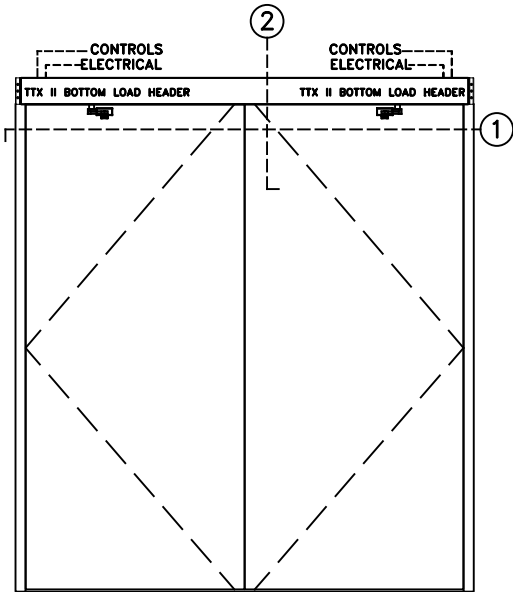 2
CONTROLS CONTROLS
ELECTRICAL ELECTRICAL
TTX II BOTTOM LOAD HEADER TTX II BOTTOM LOAD HEADER
1